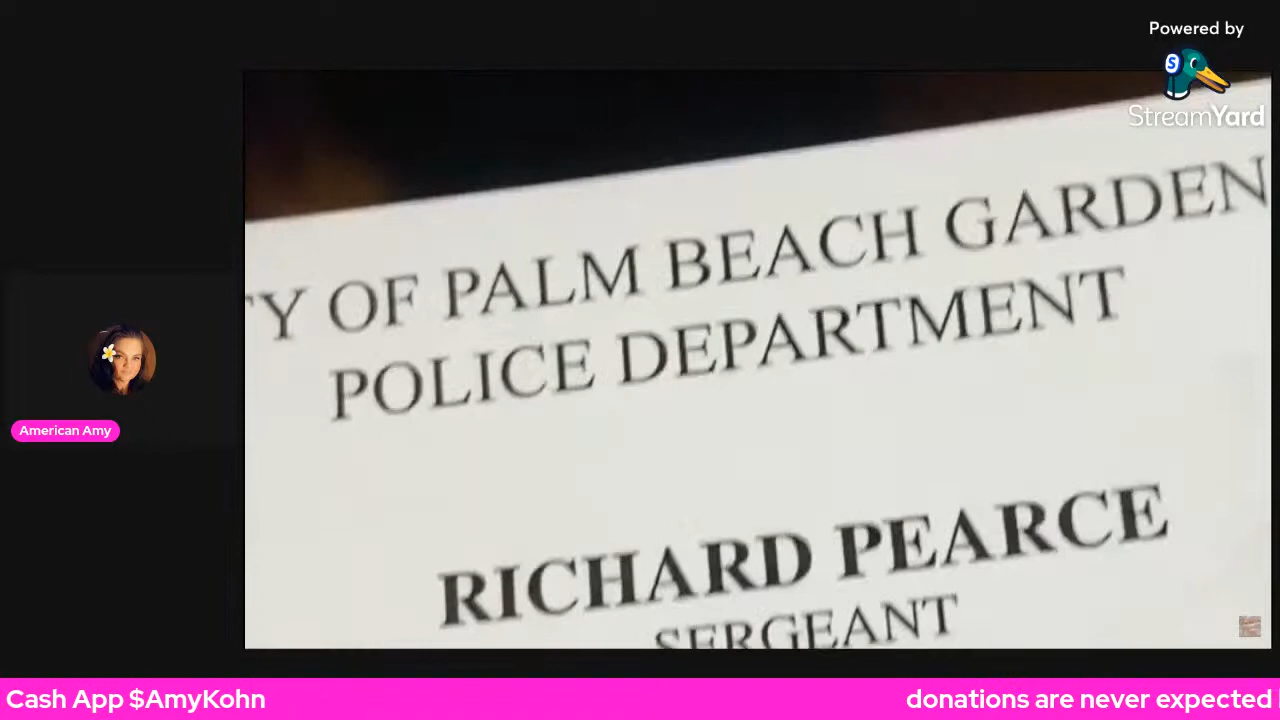 Powered by
S
StreamYard
TY OF PALM BEACH GARDEN
POLICE DEPARTMENT
RICHARD PEARCE
SERGEANT
American Amy
Cash App $AmyKohn
donations are never expected